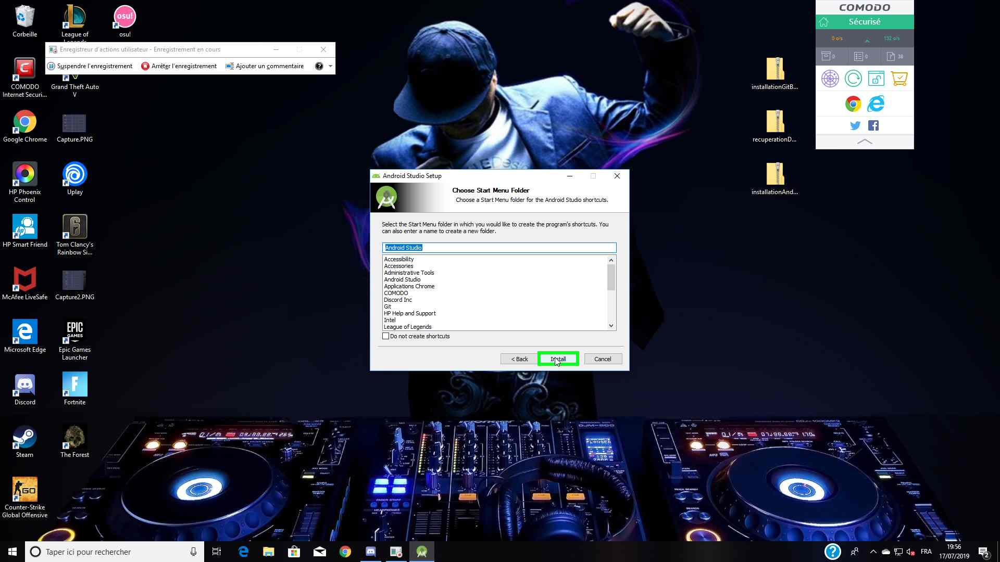 Corbeille
League of
Legends
osu!
osu!
Enregistreur d'actions utilisateur - Enregistrement en cours
Suspendre l'enregistrement
Arrêter l'enregistrement
Ajouter un commentaire
COMODO
Internet Securi...
Grand Theft Auto
V
Google Chrome
Capture.PNG
HP Phoenix
Control
Uplay
HP Smart Friend
Tom Clancy's
Rainbow Si...
McAfee LiveSafe
Capture2.PNG
Microsoft Edge
EPIC
GAMES
Epic Games
Launcher
Discord
Fortnite
Steam
The Forest
GO
Counter-Strike
Global Offensive
installationGitB...
recuperationD...
installationAnd...
COMODO
Sécurisé
0 o/s
132 o/s
0
0
38
Android Studio Setup
Choose Start Menu Folder
Choose a Start Menu folder for the Android Studio shortcuts.
Select the Start Menu folder in which you would like to create the program's shortcuts. You
can also enter a name to create a new folder.
Android Studio
Accessibility
Accessories
Administrative Tools
Android Studio
Applications Chrome
COMODO
Discord Inc
Git
HP Help and Support
Intel
League of Legends
Do not create shortcuts
< Back
Install
Cancel
DJM-800
Taper ici pour rechercher
FRA
19:56
17/07/2019
2